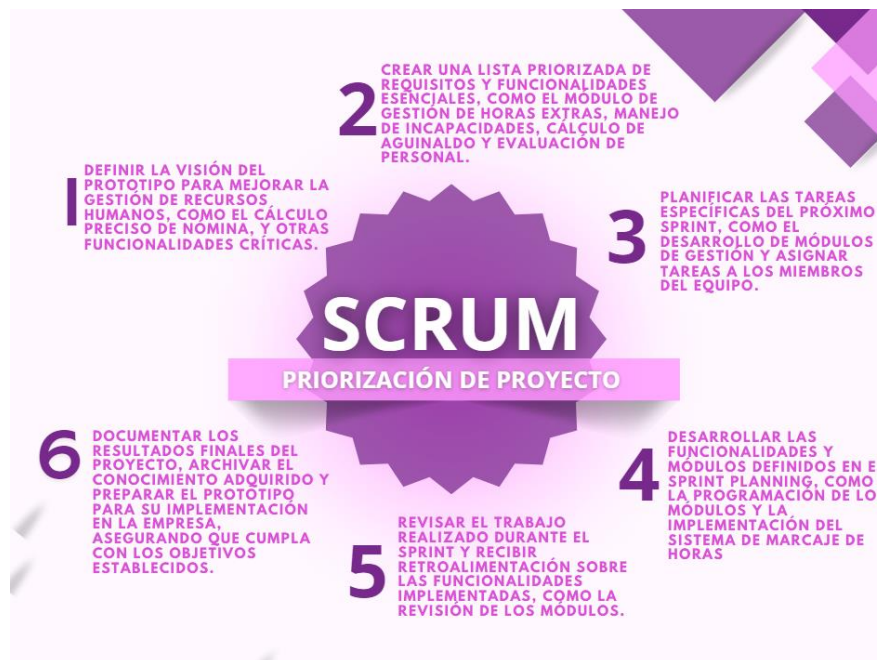 1
DEFINIR LA VISIÓN DEL
PROTOTIPO PARA MEJORAR LA
GESTIÓN DE RECURSOS
HUMANOS, COMO EL CÁLCULO
PRECISO DE NÓMINA, Y OTRAS
FUNCIONALIDADES CRÍTICAS.
2
CREAR UNA LISTA PRIORIZADA DE
REQUISITOS Y FUNCIONALIDADES
ESENCIALES, COMO EL MÓDULO DE
GESTIÓN DE HORAS EXTRAS, MANEJO
DE INCAPACIDADES, CÁLCULO DE
AGUINALDO Y EVALUACIÓN DE
PERSONAL.
3
PLANIFICAR LAS TAREAS
ESPECÍFICAS DEL PRÓXIMO
SPRINT, COMO EL
DESARROLLO DE MÓDULOS
DE GESTIÓN Y ASIGNAR
TAREAS A LOS MIEMBROS
DEL EQUIPO.
SCRUM
PRIORIZACIÓN DE PROYECTO
4
DESARROLLAR LAS
FUNCIONALIDADES Y
MÓDULOS DEFINIDOS EN E
SPRINT PLANNING, COMO
LA PROGRAMACIÓN DE LO
MÓDULOS Y LA
IMPLEMENTACIÓN DEL
SISTEMA DE MARCAJE DE
HORAS
5
REVISAR EL TRABAJO
REALIZADO DURANTE EL
SPRINT Y RECIBIR
RETROALIMENTACIÓN SOBRE
LAS FUNCIONALIDADES
IMPLEMENTADAS, COMO LA
REVISIÓN DE LOS MÓDULOS.
6
DOCUMENTAR LOS
RESULTADOS FINALES DEL
PROYECTO, ARCHIVAR EL
CONOCIMIENTO ADQUIRIDO Y
PREPARAR EL PROTOTIPO
PARA SU IMPLEMENTACIÓN
EN LA EMPRESA,
ASEGURANDO QUE CUMPLA
CON LOS OBJETIVOS
ESTABLECIDOS.